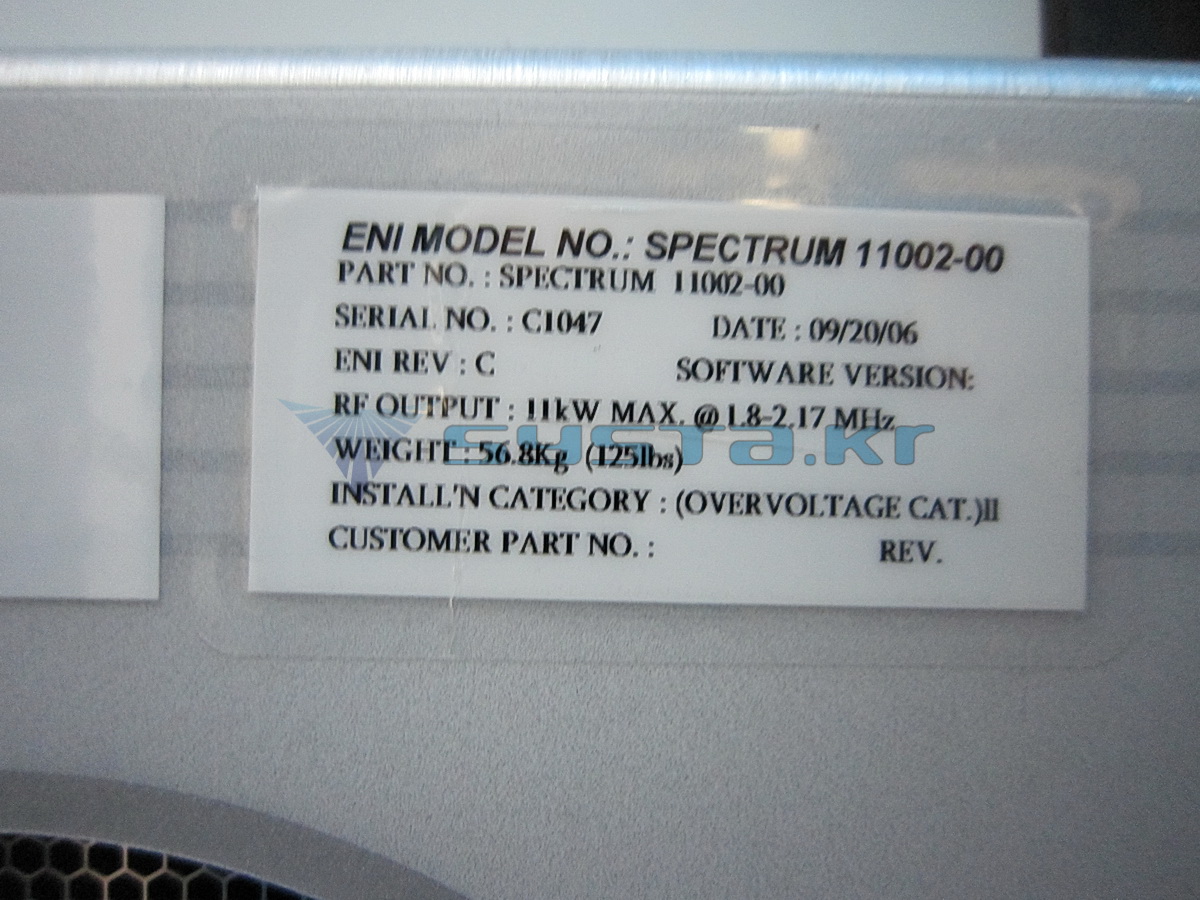 ENI MODEL NO.: SPECTRUM 11002-00
PART NO. : SPECTRUM 11002-00
SERIAL NO. : C1047 DATE : 09/20/06
ENI REV : C SOFTWARE VERSION:
RF OUTPUT : 11kW MAX. @ 1.8-2.17 MHz
systa.kr
WEIGHT : 56.8Kg (125lbs)
INSTALL'N CATEGORY : (OVERVOLTAGE CAT.)II
CUSTOMER PART NO. : REV.